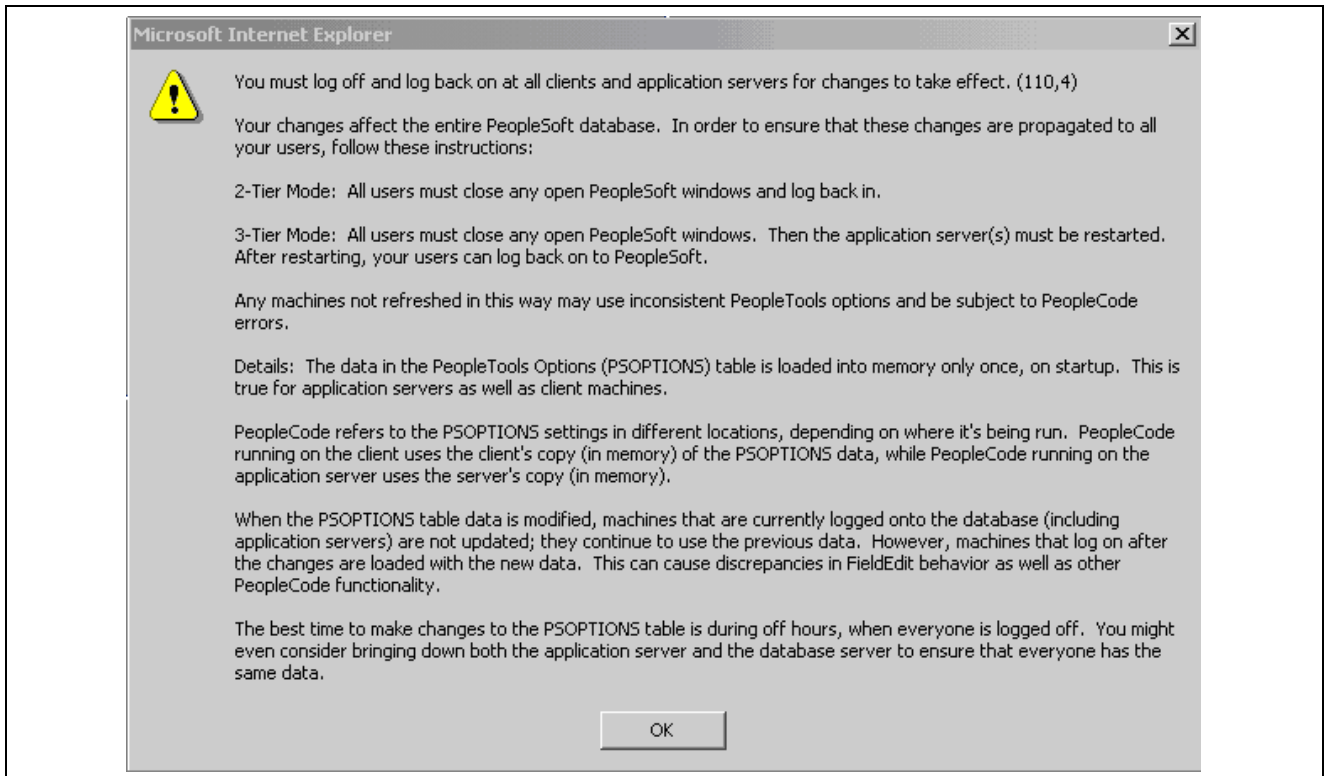 Microsoft Internet Explorer
You must log off and log back on at all clients and application servers for changes to take effect. (110,4)
Your changes affect the entire PeopleSoft database.  In order to ensure that these changes are propagated to all
your users, follow these instructions:
2-Tier Mode:  All users must close any open PeopleSoft windows and log back in.
3-Tier Mode:  All users must close any open PeopleSoft windows.  Then the application server(s) must be restarted.
After restarting, your users can log back on to PeopleSoft.
Any machines not refreshed in this way may use inconsistent PeopleTools options and be subject to PeopleCode
errors.
Details:  The data in the PeopleTools Options (PSOPTIONS) table is loaded into memory only once, on startup.  This is
true for application servers as well as client machines.
PeopleCode refers to the PSOPTIONS settings in different locations, depending on where it's being run.  PeopleCode
running on the client uses the client's copy (in memory) of the PSOPTIONS data, while PeopleCode running on the
application server uses the server's copy (in memory).
When the PSOPTIONS table data is modified, machines that are currently logged onto the database (including
application servers) are not updated; they continue to use the previous data.  However, machines that log on after
the changes are loaded with the new data.  This can cause discrepancies in FieldEdit behavior as well as other
PeopleCode functionality.
The best time to make changes to the PSOPTIONS table is during off hours, when everyone is logged off.  You might
even consider bringing down both the application server and the database server to ensure that everyone has the
same data.
OK